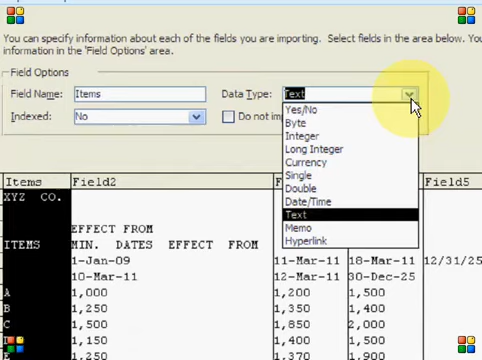 You can specify information about each of the fields you are importing. Select fields in the area below. You
information in the 'Field Options' area.
Field Options
Field Name: Items Data Type: Text
Indexed: No Do not im
Yes/No
Byte
Integer
Long Integer
Currency
Single
Double
Date/Time
Text
Memo
Hyperlink
Items Field2 F Field5
XYZ CO.
EFFECT FROM
ITEMS MIN. DATES EFFECT FROM
1-Jan-09 11-Mar-11 18-Mar-11 12/31/25
10-Mar-11 12-Mar-11 30-Dec-25
A 1,000 1,200 1,500
B 1,250 1,350 1,400
C 1,500 1,850 2,000
1,150 1,400 1,600
1,250 1,370 1,900